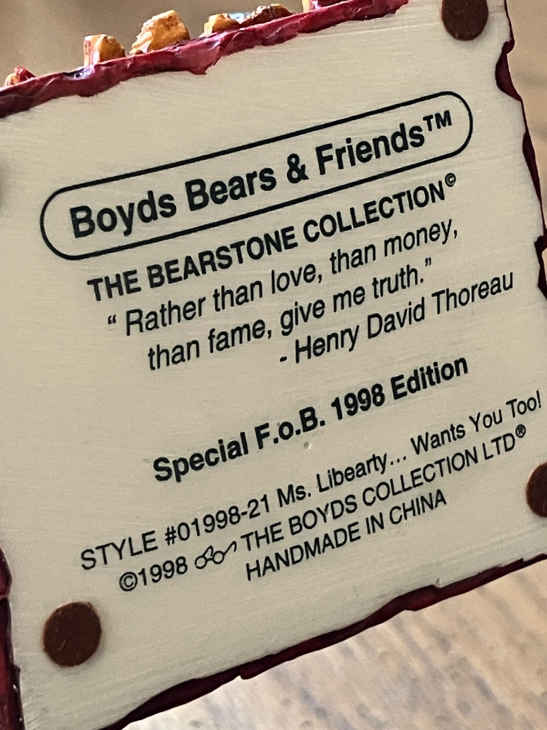 Boyds Bears & Friends™
THE BEARSTONE COLLECTION©
“ Rather than love, than money,
than fame, give me truth.”
- Henry David Thoreau
Special F.o.B. 1998 Edition
STYLE #01998-21 Ms. Libearty... Wants You Too!
©1998 THE BOYDS COLLECTION LTD®
HANDMADE IN CHINA